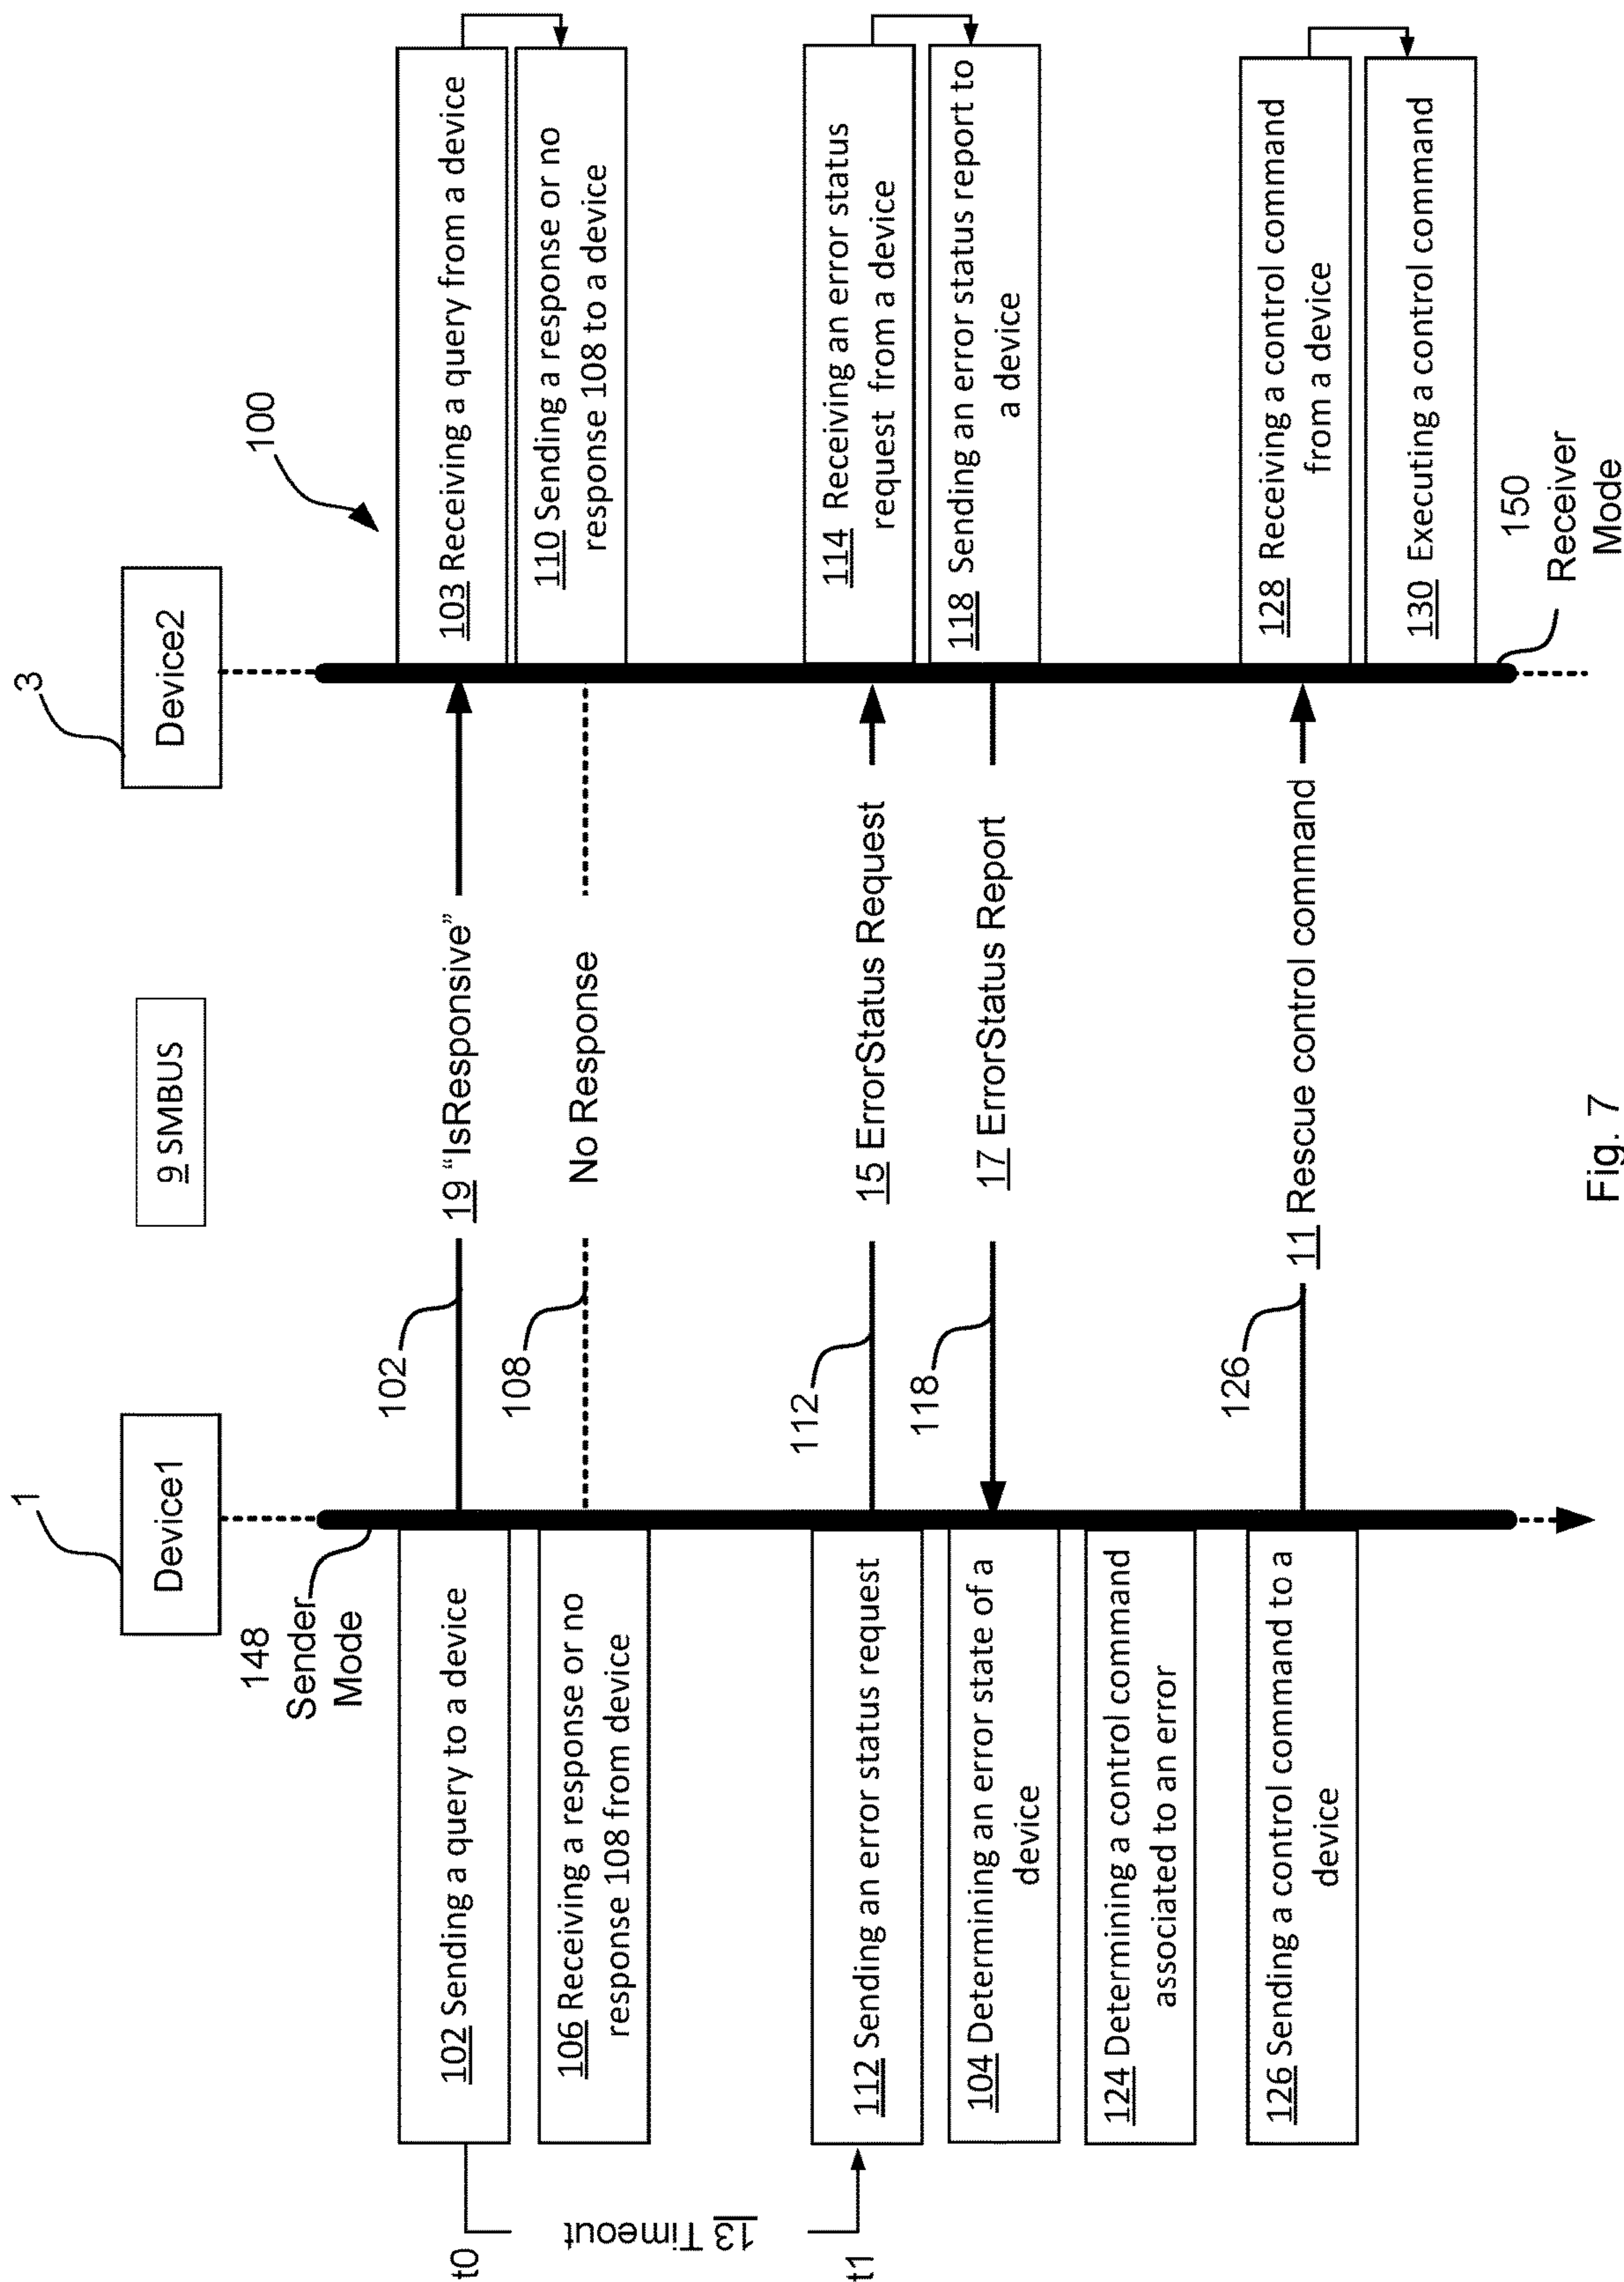 1
3
Device1
9 SMBUS
Device2
100
148
Sender
Mode
t0
13 Timeout
t1
102 Sending a query to a device
102
19 “IsResponsive”
103 Receiving a query from a device
106 Receiving a response or no
response 108 from device
108
No Response
110 Sending a response or no
response 108 to a device
112 Sending an error status request
112
15 ErrorStatus Request
114 Receiving an error status
request from a device
104 Determining an error state of a
device
118
17 ErrorStatus Report
118 Sending an error status report to
a device
124 Determining a control command
associated to an error
126 Sending a control command to a
device
126
11 Rescue control command
128 Receiving a control command
from a device
130 Executing a control command
150
Receiver
Mode
Fig. 7